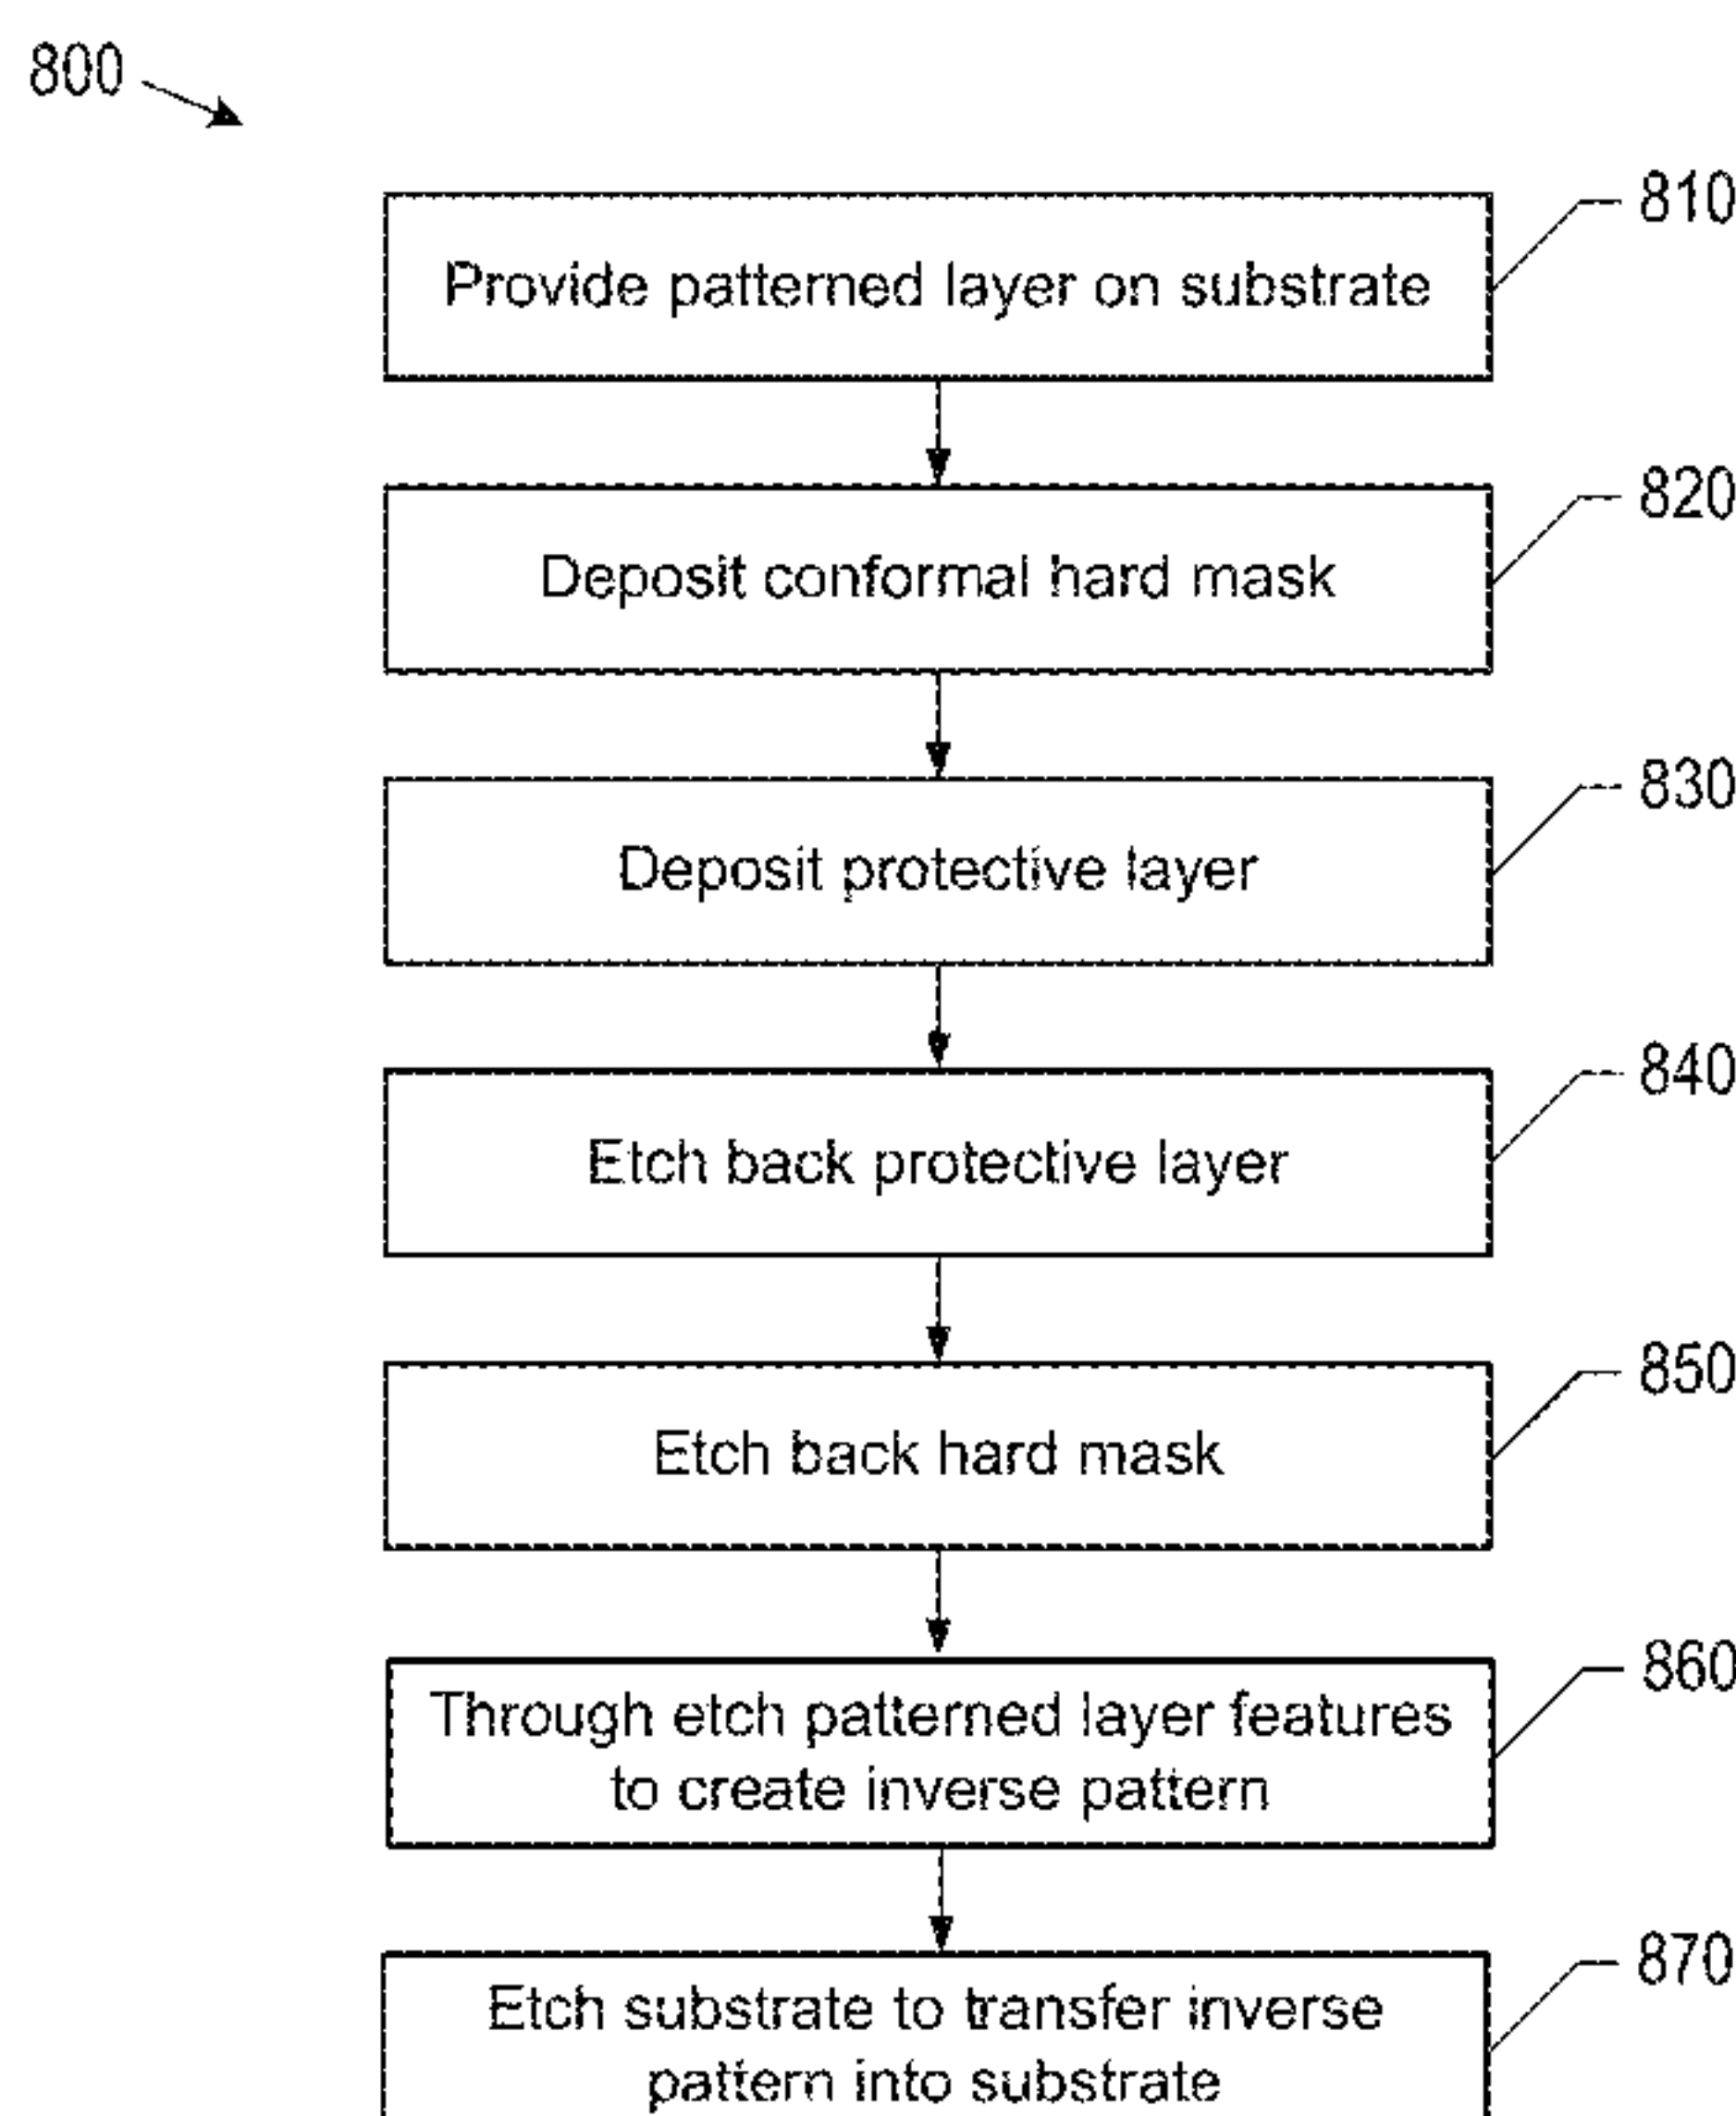 800
810
Provide patterned layer on substrate
820
Deposit conformal hard mask
830
Deposit protective layer
840
Etch back protective layer
850
Etch back hard mask
860
Through etch patterned layer features
to create inverse pattern
870
Etch substrate to transfer inverse
pattern into substrate